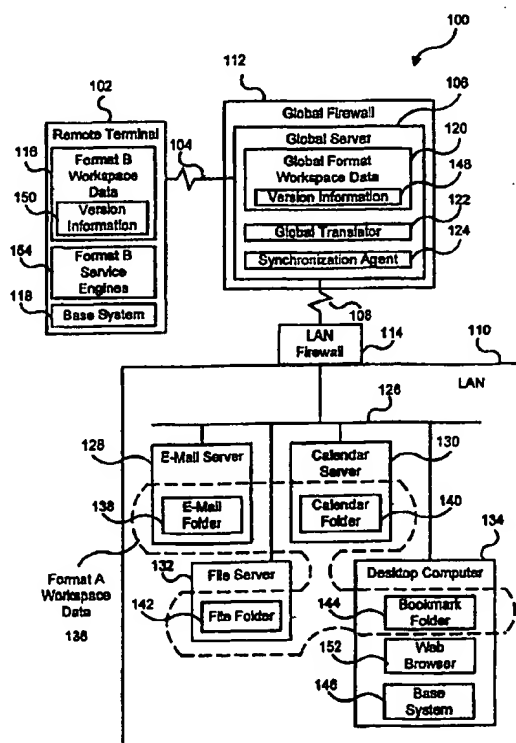 100
112
106
102
Global Firewall
Remote Terminal
104
Global Server
120
116
Format B
Workspace
Data
Global Format
Workspace Data
148
150
Version
Information
Version Information
122
Global Translator
154
Format B
Service
Engines
124
Synchronization Agent
118
Base System
108
LAN
Firewall
114
110
LAN
126
128
E-Mail Server
Calendar
Server
130
138
E-Mail
Folder
Calendar
Folder
140
134
132
File Server
Desktop Computer
Format A
Workspace
Data
136
142
File Folder
144
Bookmark
Folder
152
Web
Browser
146
Base
System